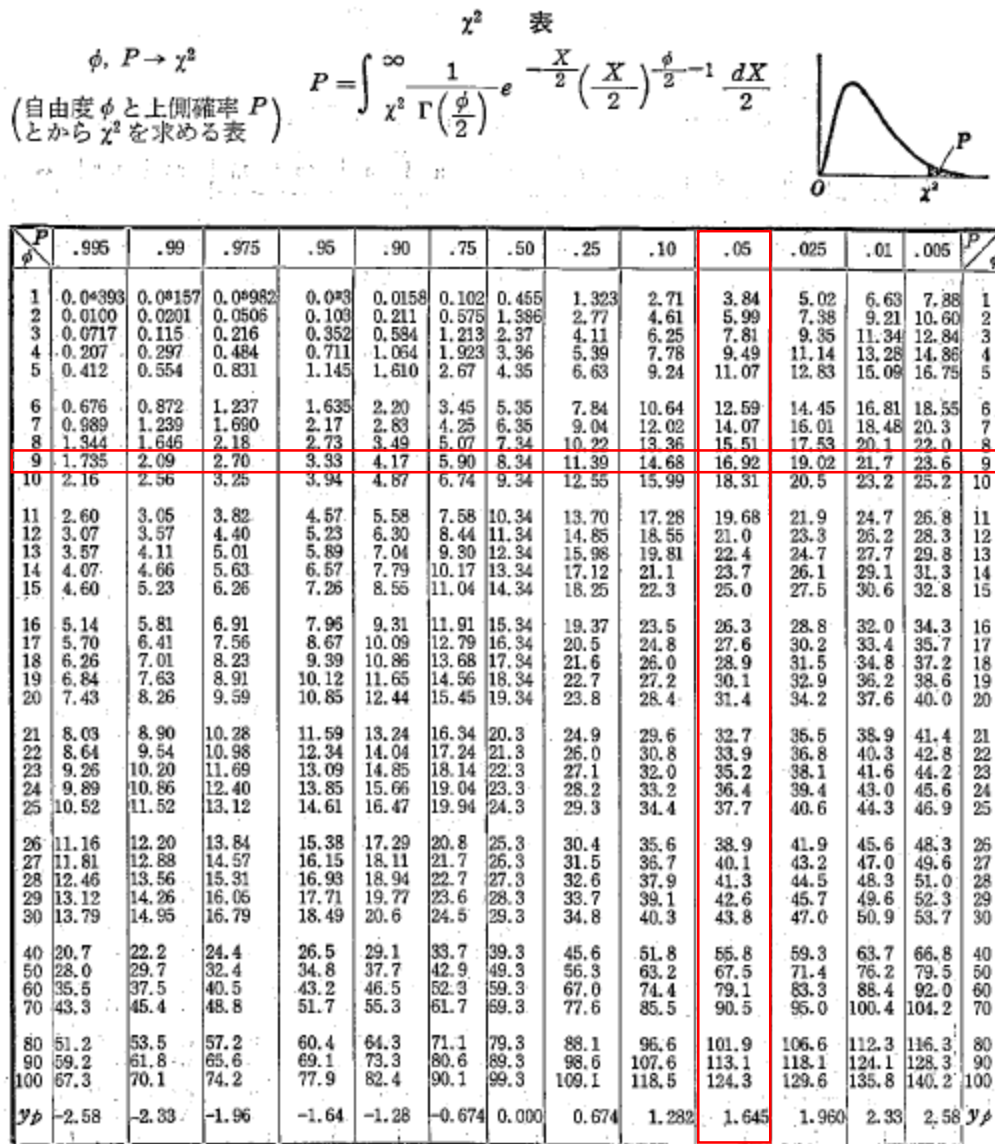 χ² 表
φ, P → χ²
(自由度 φ と上側確率 P
とから χ² を求める表)
P = ∫_{χ²}^{∞} 1/Γ(φ/2) e^{-X/2} (X/2)^{φ/2-1} dX/2
P
O χ²
P φ .995 .99 .975 .95 .90 .75 .50 .25 .10 .05 .025 .01 .005 P φ
1 0.0⁴393 0.0³157 0.0³982 0.0²3 0.0158 0.102 0.455 1.323 2.71 3.84 5.02 6.63 7.88 1
2 0.0100 0.0201 0.0506 0.103 0.211 0.575 1.386 2.77 4.61 5.99 7.38 9.21 10.60 2
3 0.0717 0.115 0.216 0.352 0.584 1.213 2.37 4.11 6.25 7.81 9.35 11.34 12.84 3
4 0.207 0.297 0.484 0.711 1.064 1.923 3.36 5.39 7.78 9.49 11.14 13.28 14.86 4
5 0.412 0.554 0.831 1.145 1.610 2.67 4.35 6.63 9.24 11.07 12.83 15.09 16.75 5
6 0.676 0.872 1.237 1.635 2.20 3.45 5.35 7.84 10.64 12.59 14.45 16.81 18.55 6
7 0.989 1.239 1.690 2.17 2.83 4.25 6.35 9.04 12.02 14.07 16.01 18.48 20.3 7
8 1.344 1.646 2.18 2.73 3.49 5.07 7.34 10.22 13.36 15.51 17.53 20.1 22.0 8
9 1.735 2.09 2.70 3.33 4.17 5.90 8.34 11.39 14.68 16.92 19.02 21.7 23.6 9
10 2.16 2.56 3.25 3.94 4.87 6.74 9.34 12.55 15.99 18.31 20.5 23.2 25.2 10
11 2.60 3.05 3.82 4.57 5.58 7.58 10.34 13.70 17.28 19.68 21.9 24.7 26.8 11
12 3.07 3.57 4.40 5.23 6.30 8.44 11.34 14.85 18.55 21.0 23.3 26.2 28.3 12
13 3.57 4.11 5.01 5.89 7.04 9.30 12.34 15.98 19.81 22.4 24.7 27.7 29.8 13
14 4.07 4.66 5.63 6.57 7.79 10.17 13.34 17.12 21.1 23.7 26.1 29.1 31.3 14
15 4.60 5.23 6.26 7.26 8.55 11.04 14.34 18.25 22.3 25.0 27.5 30.6 32.8 15
16 5.14 5.81 6.91 7.96 9.31 11.91 15.34 19.37 23.5 26.3 28.8 32.0 34.3 16
17 5.70 6.41 7.56 8.67 10.09 12.79 16.34 20.5 24.8 27.6 30.2 33.4 35.7 17
18 6.26 7.01 8.23 9.39 10.86 13.68 17.34 21.6 26.0 28.9 31.5 34.8 37.2 18
19 6.84 7.63 8.91 10.12 11.65 14.56 18.34 22.7 27.2 30.1 32.9 36.2 38.6 19
20 7.43 8.26 9.59 10.85 12.44 15.45 19.34 23.8 28.4 31.4 34.2 37.6 40.0 20
21 8.03 8.90 10.28 11.59 13.24 16.34 20.3 24.9 29.6 32.7 35.5 38.9 41.4 21
22 8.64 9.54 10.98 12.34 14.04 17.24 21.3 26.0 30.8 33.9 36.8 40.3 42.8 22
23 9.26 10.20 11.69 13.09 14.85 18.14 22.3 27.1 32.0 35.2 38.1 41.6 44.2 23
24 9.89 10.86 12.40 13.85 15.66 19.04 23.3 28.2 33.2 36.4 39.4 43.0 45.6 24
25 10.52 11.52 13.12 14.61 16.47 19.94 24.3 29.3 34.4 37.7 40.6 44.3 46.9 25
26 11.16 12.20 13.84 15.38 17.29 20.8 25.3 30.4 35.6 38.9 41.9 45.6 48.3 26
27 11.81 12.88 14.57 16.15 18.11 21.7 26.3 31.5 36.7 40.1 43.2 47.0 49.6 27
28 12.46 13.56 15.31 16.93 18.94 22.7 27.3 32.6 37.9 41.3 44.5 48.3 51.0 28
29 13.12 14.26 16.05 17.71 19.77 23.6 28.3 33.7 39.1 42.6 45.7 49.6 52.3 29
30 13.79 14.95 16.79 18.49 20.6 24.5 29.3 34.8 40.3 43.8 47.0 50.9 53.7 30
40 20.7 22.2 24.4 26.5 29.1 33.7 39.3 45.6 51.8 55.8 59.3 63.7 66.8 40
50 28.0 29.7 32.4 34.8 37.7 42.9 49.3 56.3 63.2 67.5 71.4 76.2 79.5 50
60 35.5 37.5 40.5 43.2 46.5 52.3 59.3 67.0 74.4 79.1 83.3 88.4 92.0 60
70 43.3 45.4 48.8 51.7 55.3 61.7 69.3 77.6 85.5 90.5 95.0 100.4 104.2 70
80 51.2 53.5 57.2 60.4 64.3 71.1 79.3 88.1 96.6 101.9 106.6 112.3 116.3 80
90 59.2 61.8 65.6 69.1 73.3 80.6 89.3 98.6 107.6 113.1 118.1 124.1 128.3 90
100 67.3 70.1 74.2 77.9 82.4 90.1 99.3 109.1 118.5 124.3 129.6 135.8 140.2 100
yp -2.58 -2.33 -1.96 -1.64 -1.28 -0.674 0.000 0.674 1.282 1.645 1.960 2.33 2.58 yp